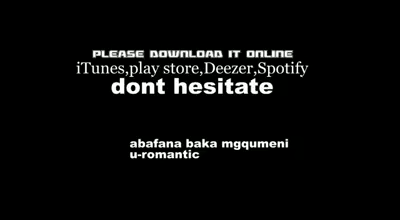 PLEASE DOWNLOAD IT ONLINE
iTunes,play store,Deezer,Spotify
dont hesitate
abafana baka mgqumeni
u-romantic